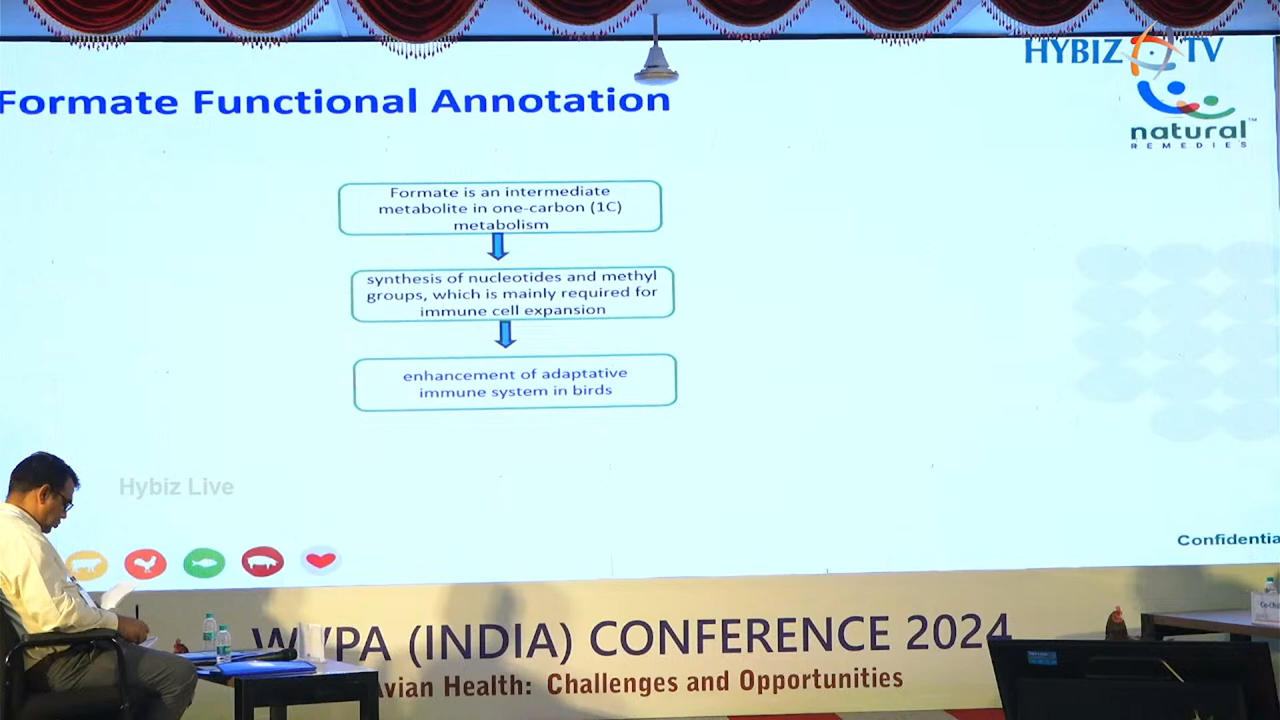 HYBIZ TV
Formate Functional Annotation
natural
REMEDIES
TM
Formate is an intermediate
metabolite in one-carbon (1C)
metabolism
synthesis of nucleotides and methyl
groups, which is mainly required for
immune cell expansion
enhancement of adaptative
immune system in birds
Hybiz Live
Confidentia
(INDIA) CONFERENCE 2024
Avian Health: Challenges and Opportunities